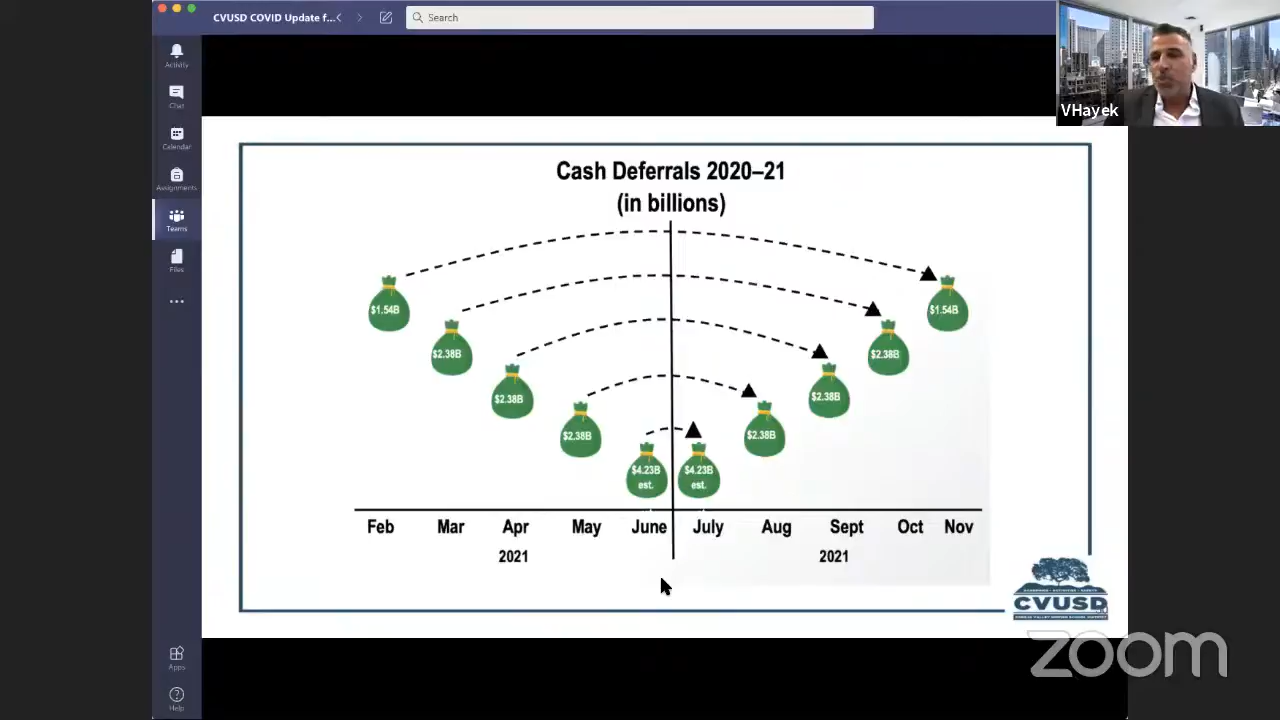 CVUSD COVID Update f...
Search
VHayek
Activity
Chat
Calendar
Assignments
Teams
Files
Apps
Help
Cash Deferrals 2020–21
(in billions)
$1.54B
$1.54B
$2.38B
$2.38B
$2.38B
$2.38B
$2.38B
$2.38B
$4.23B
est.
$4.23B
est.
Feb Mar Apr May June July Aug Sept Oct Nov
2021 2021
CVUSD
zoom